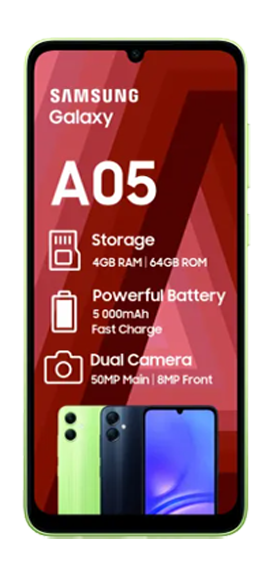 SAMSUNG
Galaxy
A05
Storage
4GB RAM | 64GB ROM
Powerful Battery
5 000mAh
Fast Charge
Dual Camera
50MP Main | 8MP Front